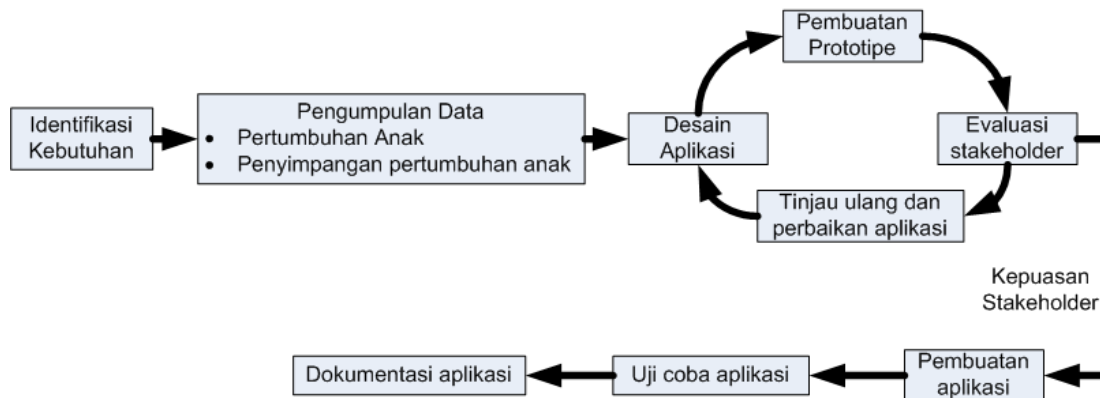 Identifikasi
Kebutuhan
Pengumpulan Data
• Pertumbuhan Anak
• Penyimpangan pertumbuhan anak
Desain
Aplikasi
Pembuatan
Prototipe
Evaluasi
stakeholder
Tinjau ulang dan
perbaikan aplikasi
Kepuasan
Stakeholder
Pembuatan
aplikasi
Uji coba aplikasi
Dokumentasi aplikasi